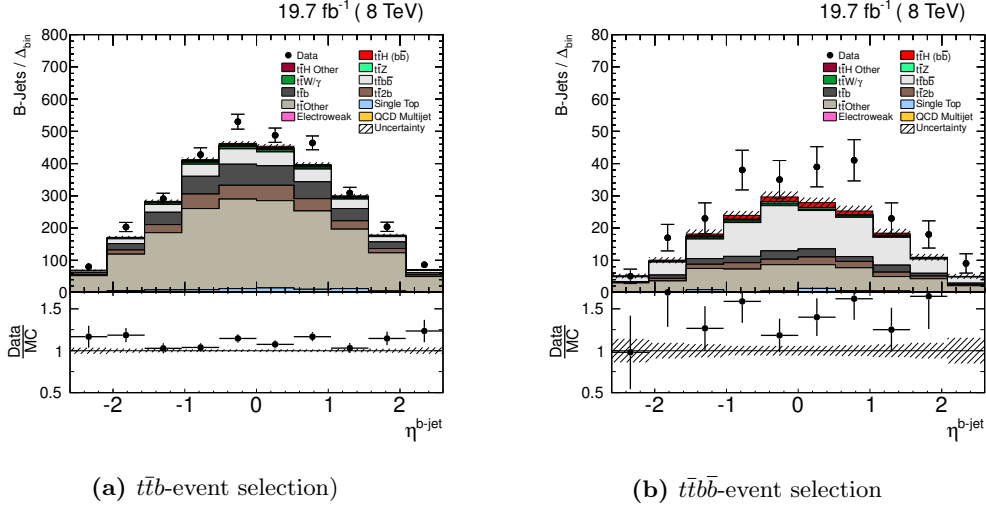 19.7 fb⁻¹ ( 8 TeV)
B-Jets / Δbin
800
700
600
500
400
300
200
100
0
Data
tt̄H (bb̄)
tt̄H Other
tt̄Z
tt̄W/γ
tt̄bb̄
tt̄b
tt̄2b
tt̄Other
Single Top
Electroweak
QCD Multijet
Uncertainty
Data
MC
1.5
1
0.5
-2
-1
0
1
2
η^b-jet
(a) tt̄b-event selection)
19.7 fb⁻¹ ( 8 TeV)
B-Jets / Δbin
80
70
60
50
40
30
20
10
0
Data
tt̄H (bb̄)
tt̄H Other
tt̄Z
tt̄W/γ
tt̄bb̄
tt̄b
tt̄2b
tt̄Other
Single Top
Electroweak
QCD Multijet
Uncertainty
Data
MC
1.5
1
0.5
-2
-1
0
1
2
η^b-jet
(b) tt̄bb̄-event selection